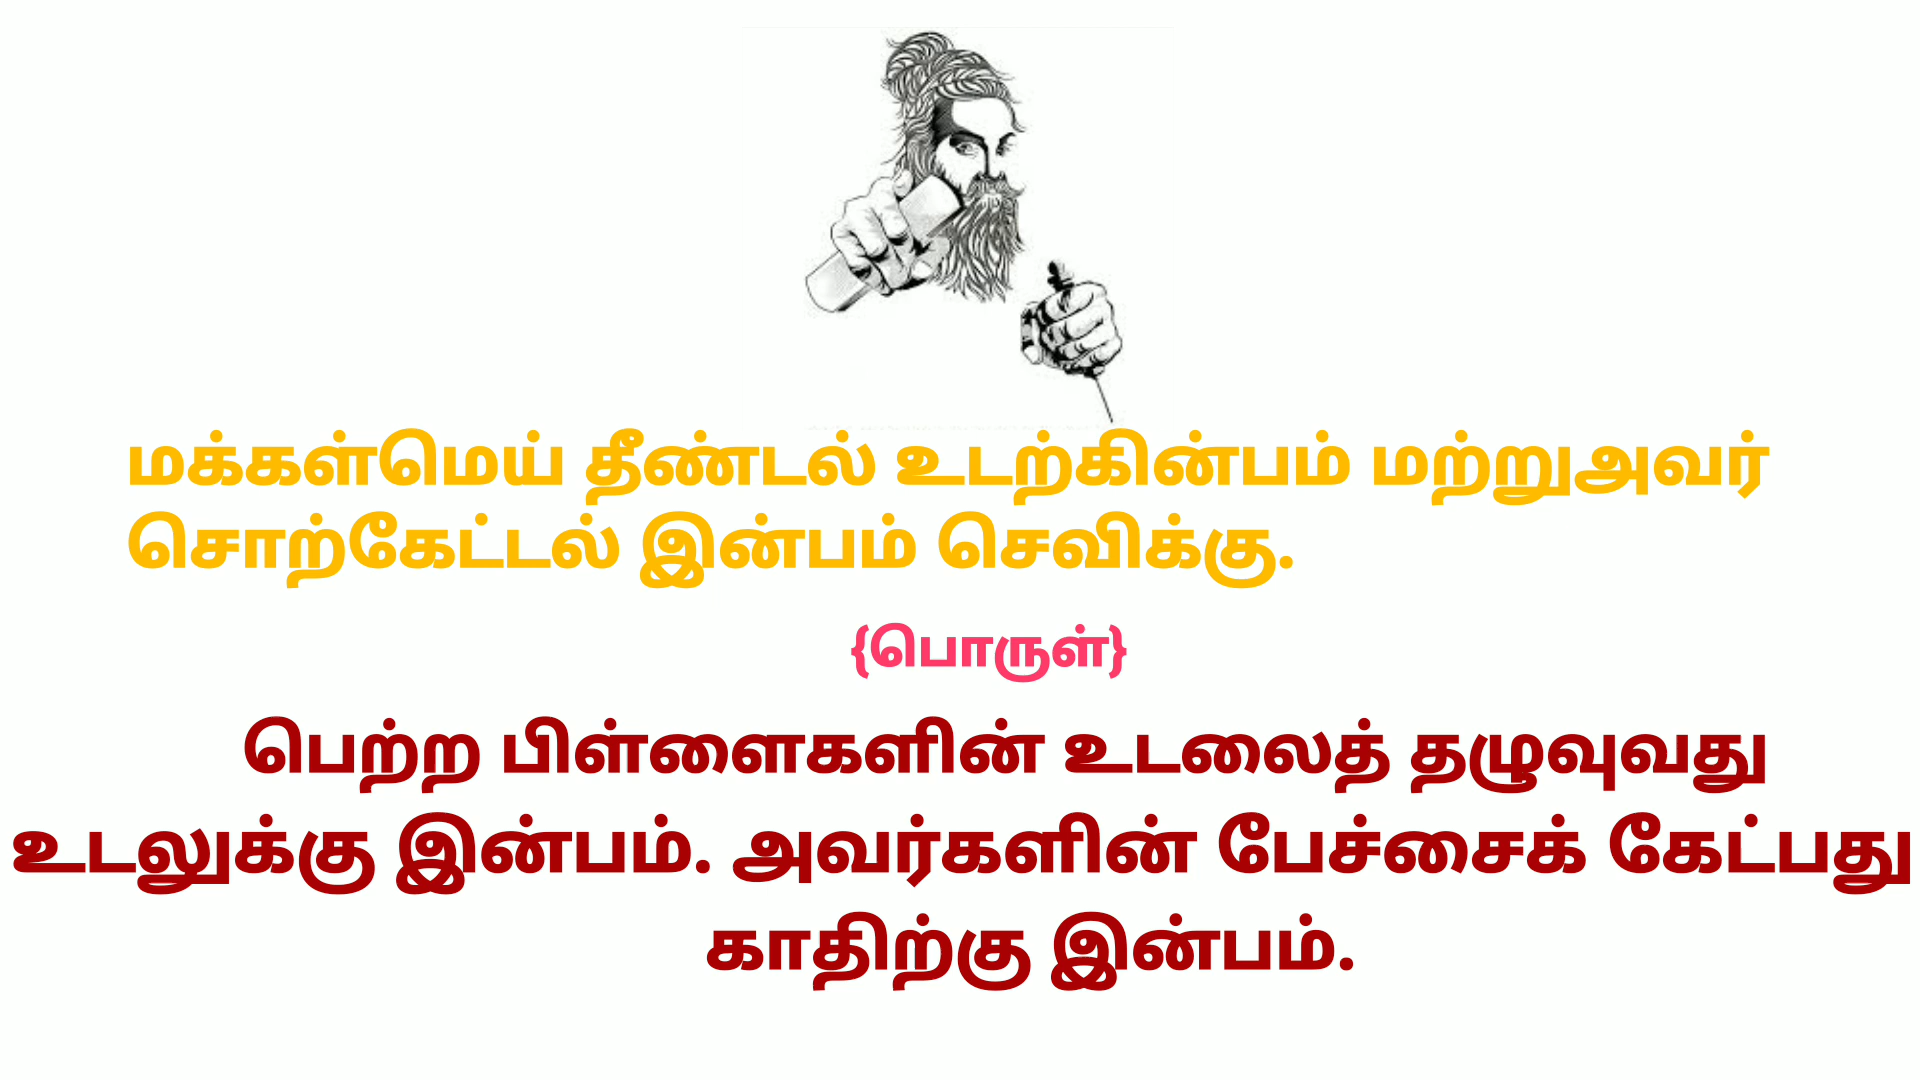 மக்கள்மெய் தீண்டல் உடற்கின்பம் மற்றுஅவர்
சொற்கேட்டல் இன்பம் செவிக்கு.
{பொருள்}
பெற்ற பிள்ளைகளின் உடலைத் தழுவுவது
உடலுக்கு இன்பம். அவர்களின் பேச்சைக் கேட்பது
காதிற்கு இன்பம்.